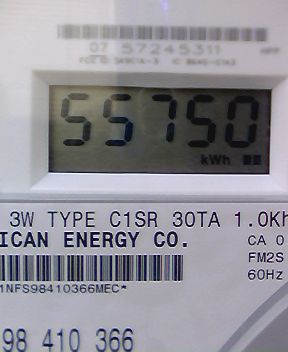 07 57245311
55750
kWh
3W TYPE C1SR 30TA 1.0Kh
ICAN ENERGY CO.
CA 0
FM2S
60Hz
1NFS98410366MEC*
98 410 366